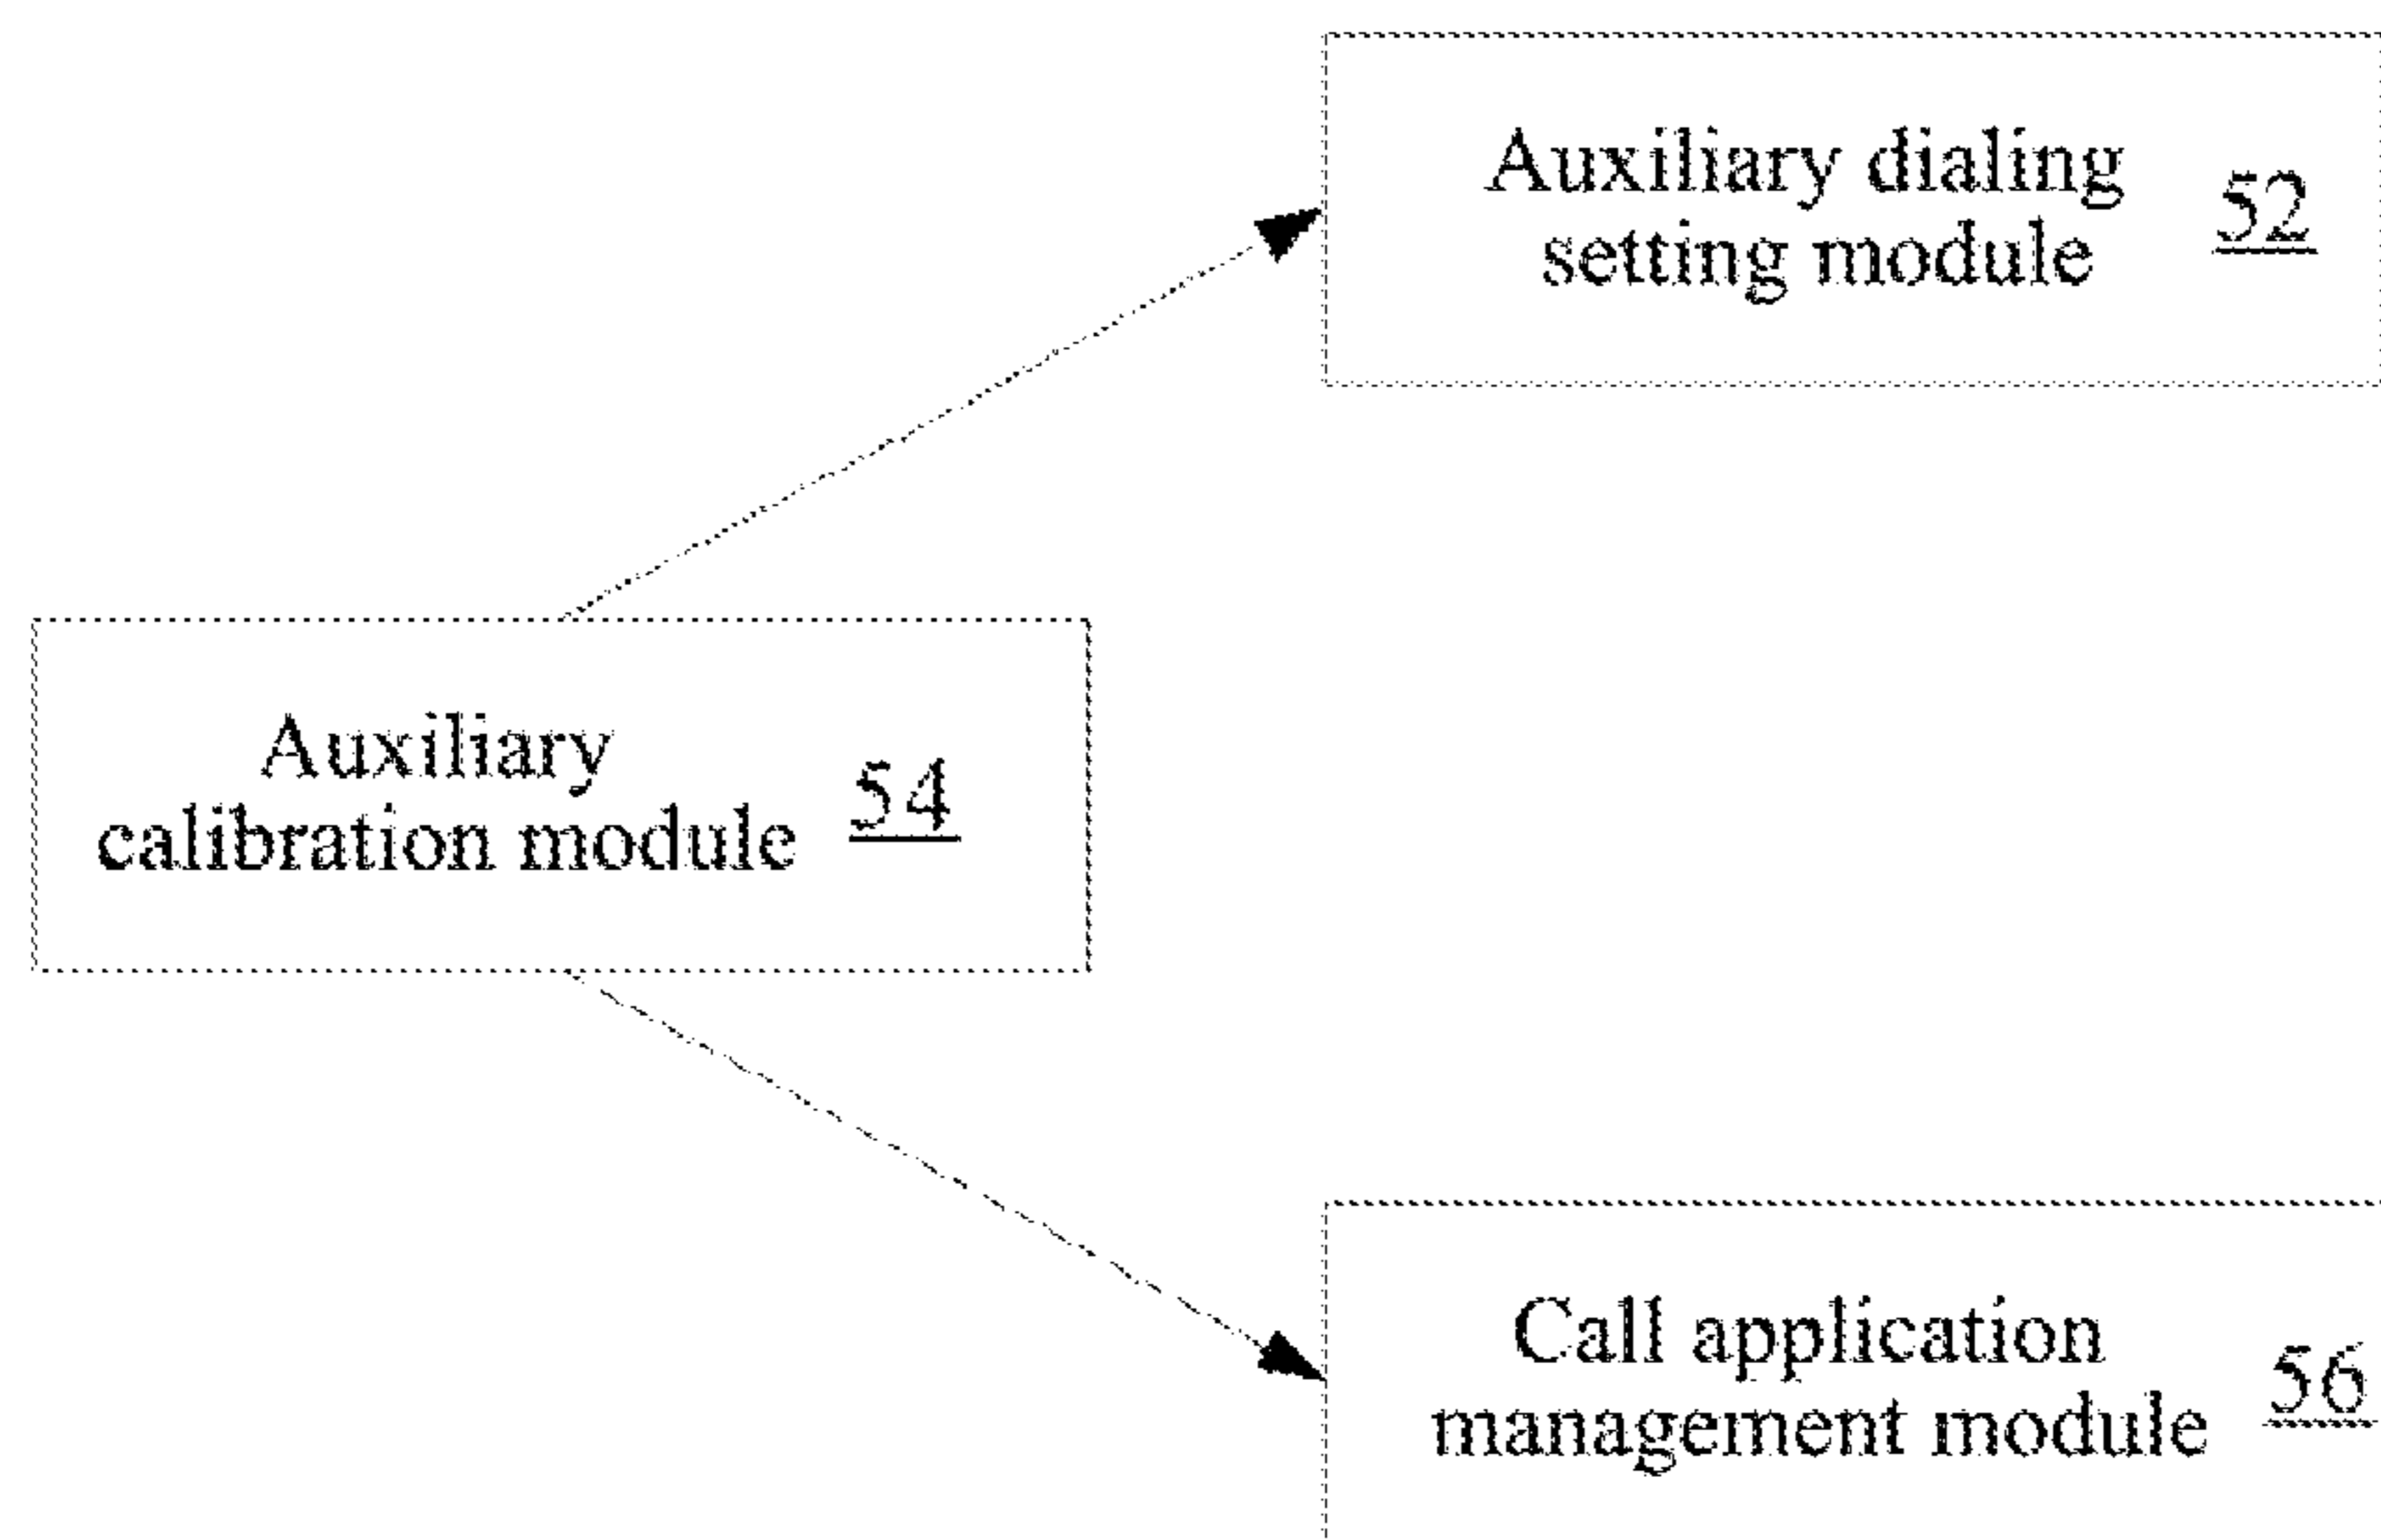 Auxiliary dialing
setting module 52
Auxiliary
calibration module 54
Call application
management module 56